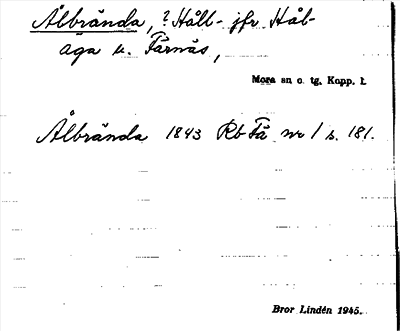 Ålbrända, ? Håll- jfr Hål-
aga u. Färnäs,
Mora sn o. tg, Kopp. l.
Ålbrända 1843 Rb Få nr 1 s. 181.
Bror Lindén 1945.